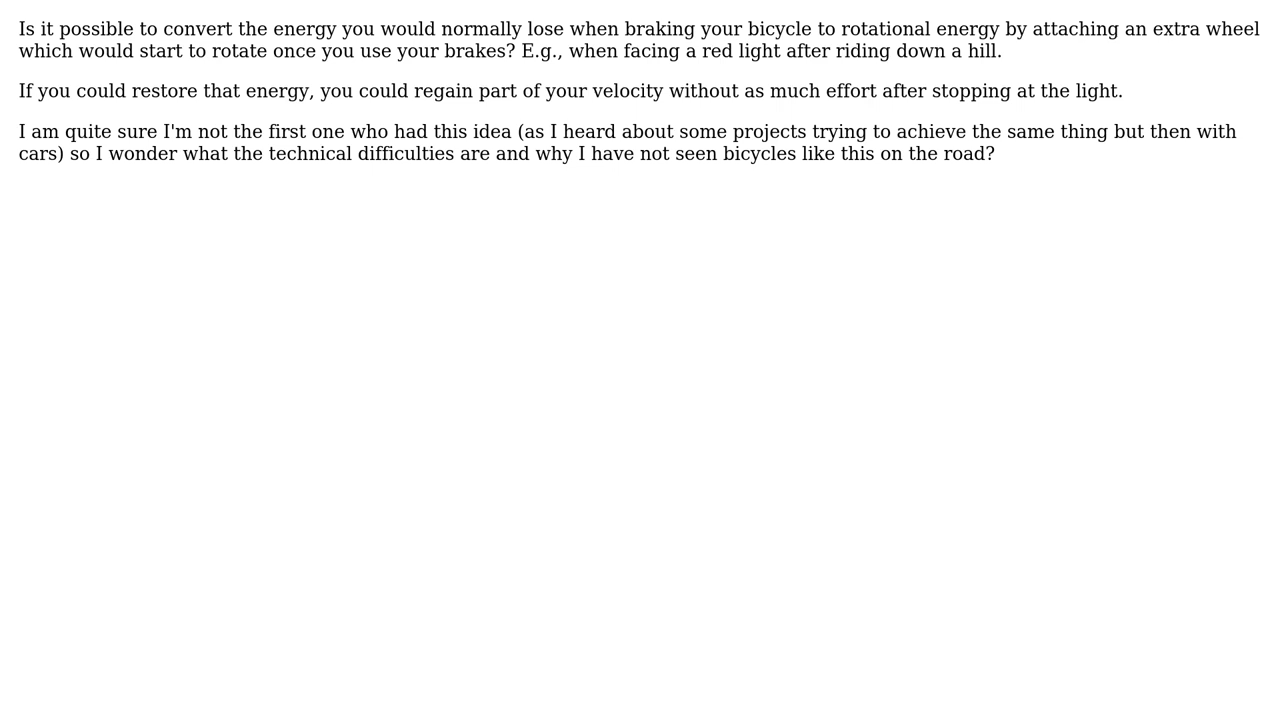 Is it possible to convert the energy you would normally lose when braking your bicycle to rotational energy by attaching an extra wheel
which would start to rotate once you use your brakes? E.g., when facing a red light after riding down a hill.
If you could restore that energy, you could regain part of your velocity without as much effort after stopping at the light.
I am quite sure I'm not the first one who had this idea (as I heard about some projects trying to achieve the same thing but then with
cars) so I wonder what the technical difficulties are and why I have not seen bicycles like this on the road?